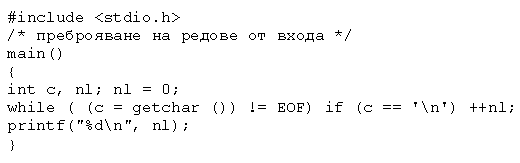 #include <stdio.h>
/* преброяване на редове от входа */
main()
{
int c, nl; nl = 0;
while ( (c = getchar ()) != EOF) if (c == '\n') ++nl;
printf("%d\n", nl);
}